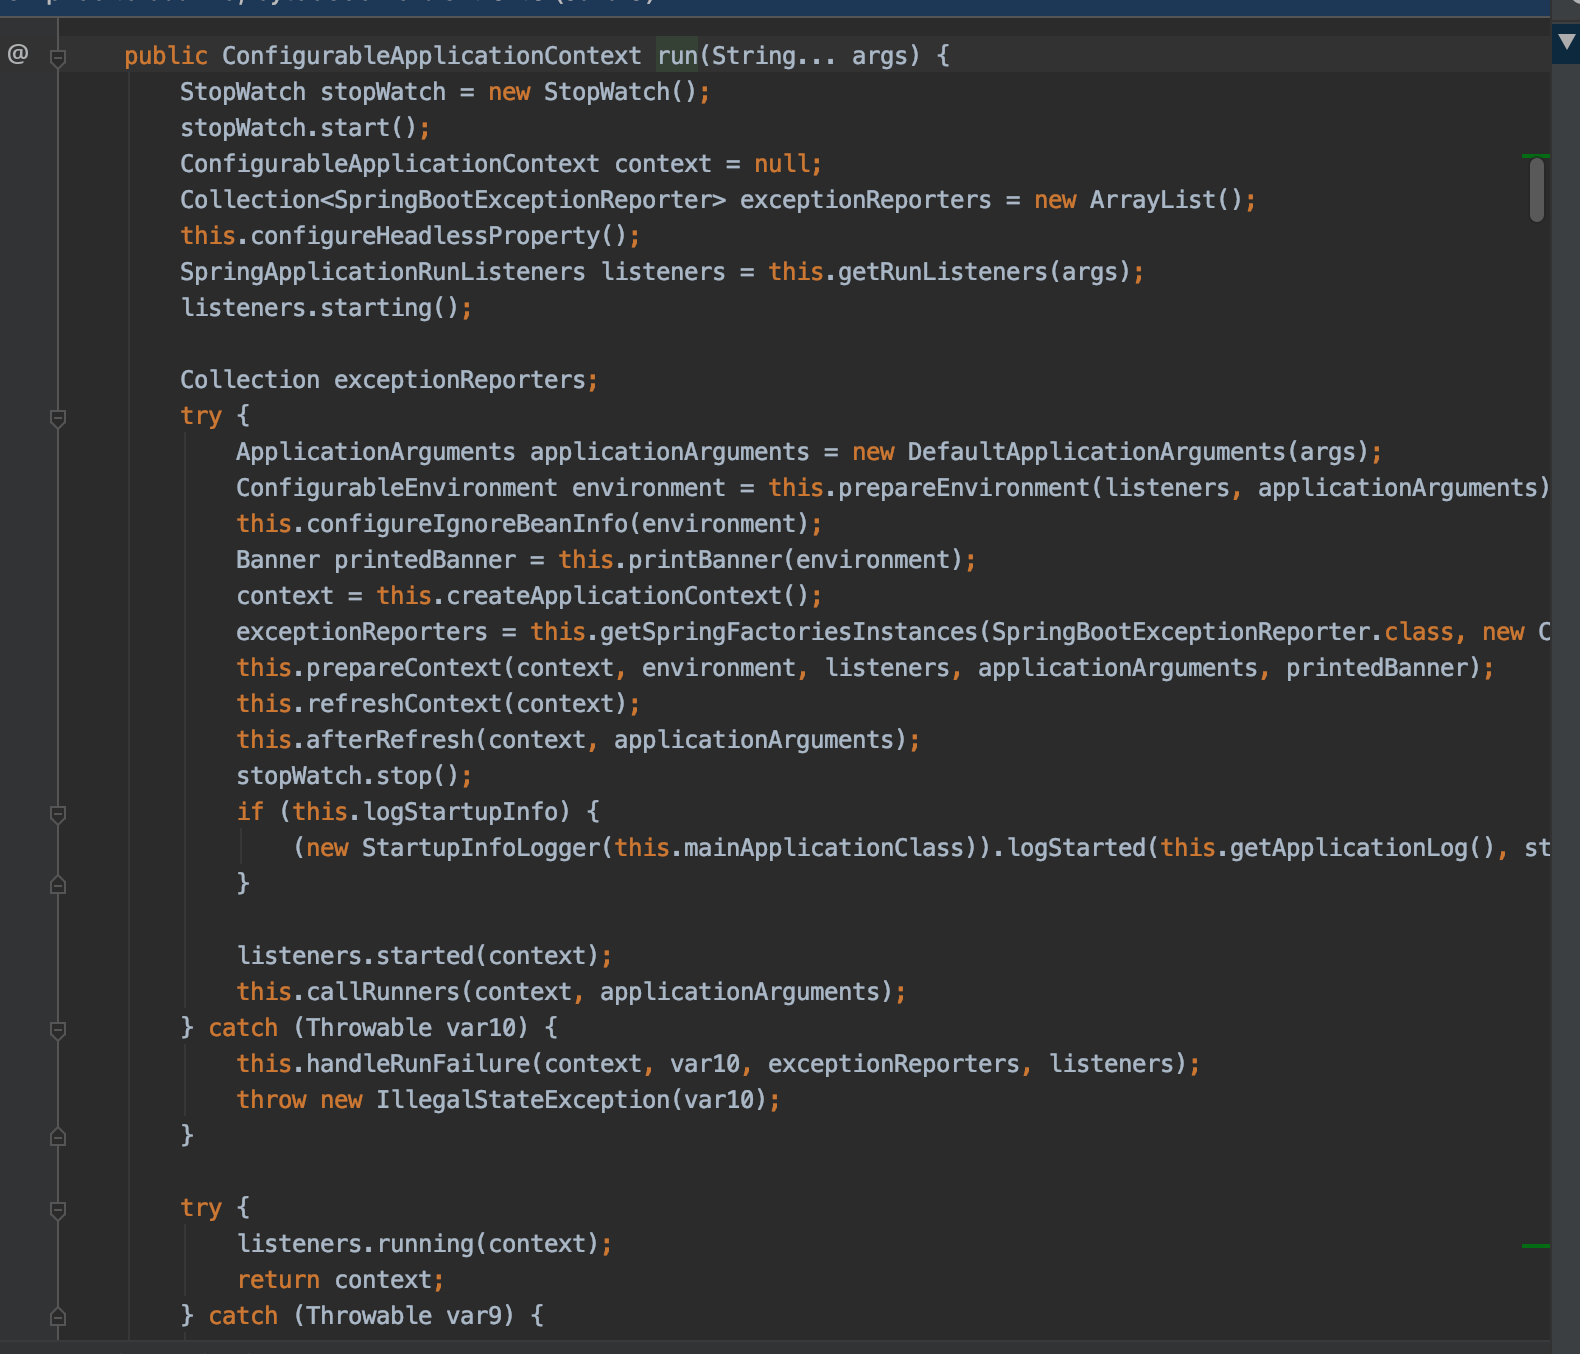 @
public ConfigurableApplicationContext run(String... args) {
StopWatch stopWatch = new StopWatch();
stopWatch.start();
ConfigurableApplicationContext context = null;
Collection<SpringBootExceptionReporter> exceptionReporters = new ArrayList();
this.configureHeadlessProperty();
SpringApplicationRunListeners listeners = this.getRunListeners(args);
listeners.starting();
Collection exceptionReporters;
try {
ApplicationArguments applicationArguments = new DefaultApplicationArguments(args);
ConfigurableEnvironment environment = this.prepareEnvironment(listeners, applicationArguments)
this.configureIgnoreBeanInfo(environment);
Banner printedBanner = this.printBanner(environment);
context = this.createApplicationContext();
exceptionReporters = this.getSpringFactoriesInstances(SpringBootExceptionReporter.class, new C
this.prepareContext(context, environment, listeners, applicationArguments, printedBanner);
this.refreshContext(context);
this.afterRefresh(context, applicationArguments);
stopWatch.stop();
if (this.logStartupInfo) {
(new StartupInfoLogger(this.mainApplicationClass)).logStarted(this.getApplicationLog(), st
}
listeners.started(context);
this.callRunners(context, applicationArguments);
} catch (Throwable var10) {
this.handleRunFailure(context, var10, exceptionReporters, listeners);
throw new IllegalStateException(var10);
}
try {
listeners.running(context);
return context;
} catch (Throwable var9) {